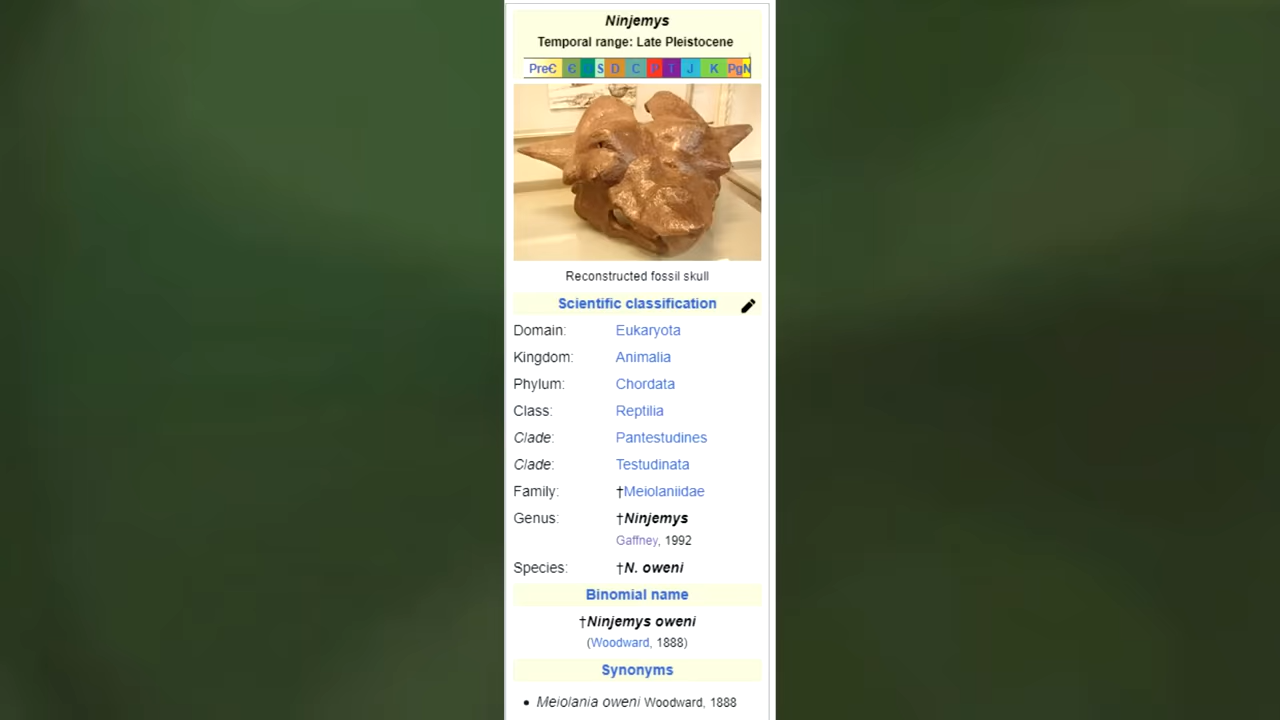 Ninjemys
Temporal range: Late Pleistocene
PreЄ Є O S D C P T J K Pg N
Reconstructed fossil skull
Scientific classification
Domain: Eukaryota
Kingdom: Animalia
Phylum: Chordata
Class: Reptilia
Clade: Pantestudines
Clade: Testudinata
Family: †Meiolaniidae
Genus: †Ninjemys
Gaffney, 1992
Species: †N. oweni
Binomial name
†Ninjemys oweni
(Woodward, 1888)
Synonyms
• Meiolania oweni Woodward, 1888